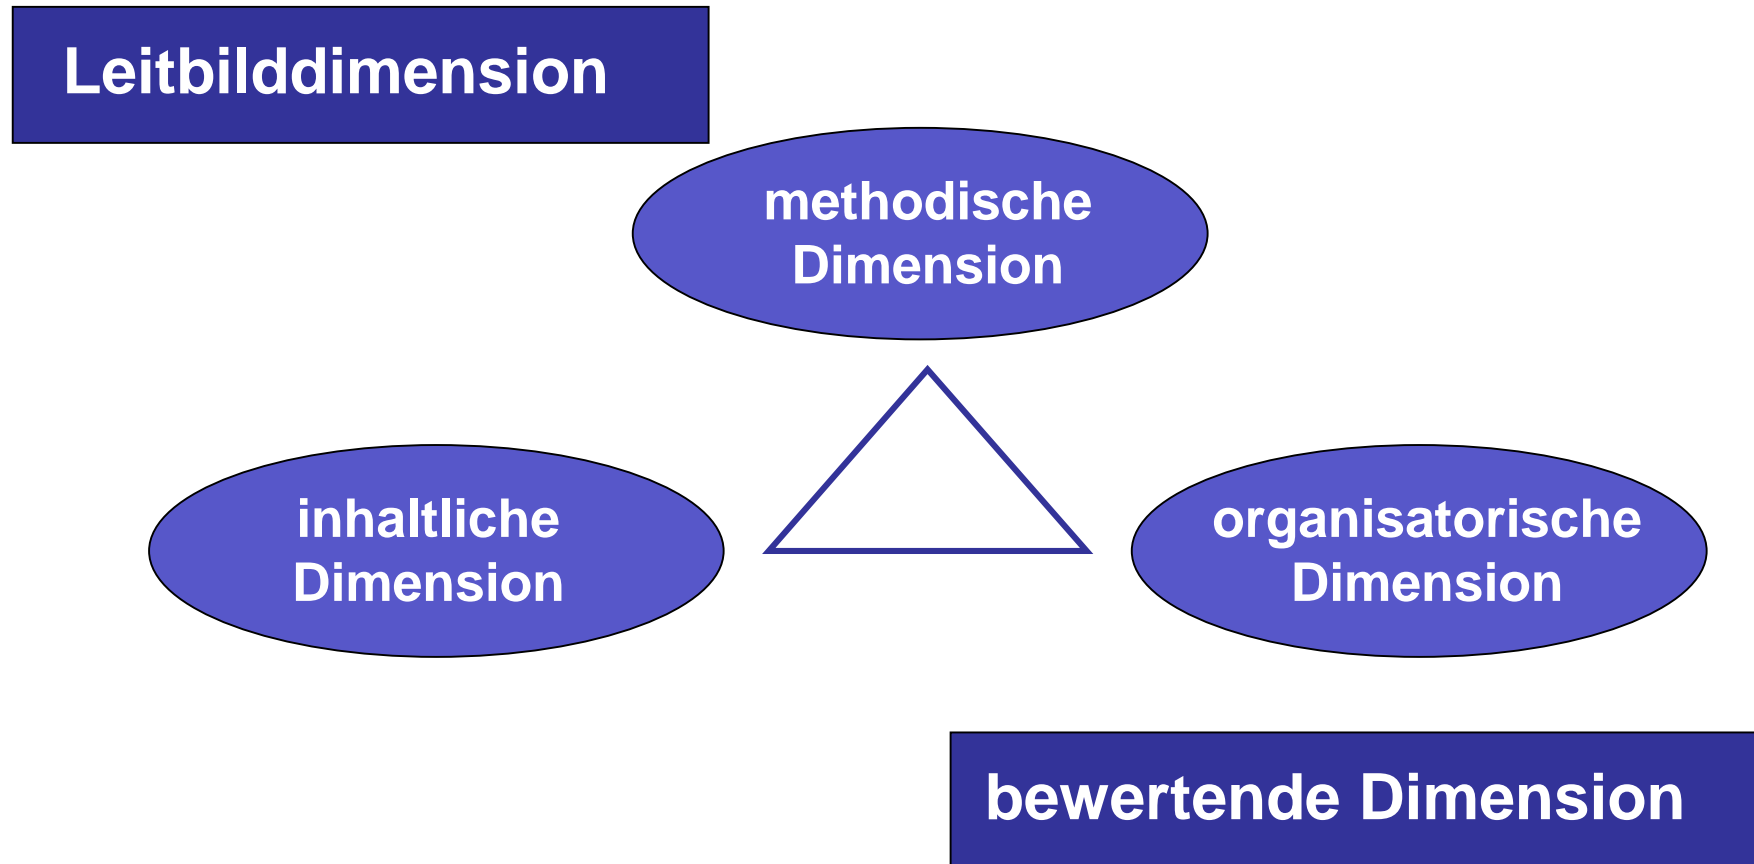 Leitbilddimension
methodische
Dimension
inhaltliche
Dimension
organisatorische
Dimension
bewertende Dimension